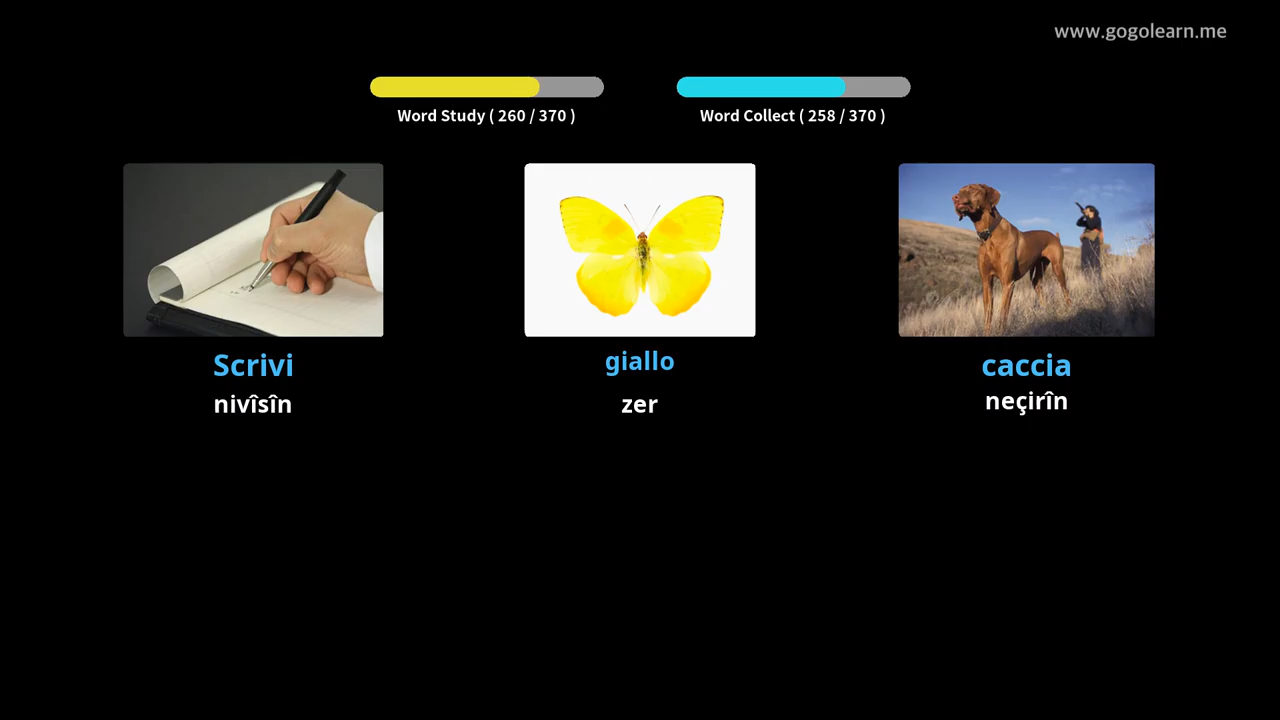 www.gogolearn.me
Word Study ( 260 / 370 )
Word Collect ( 258 / 370 )
Scrivi
nivîsîn
giallo
zer
caccia
neçirîn